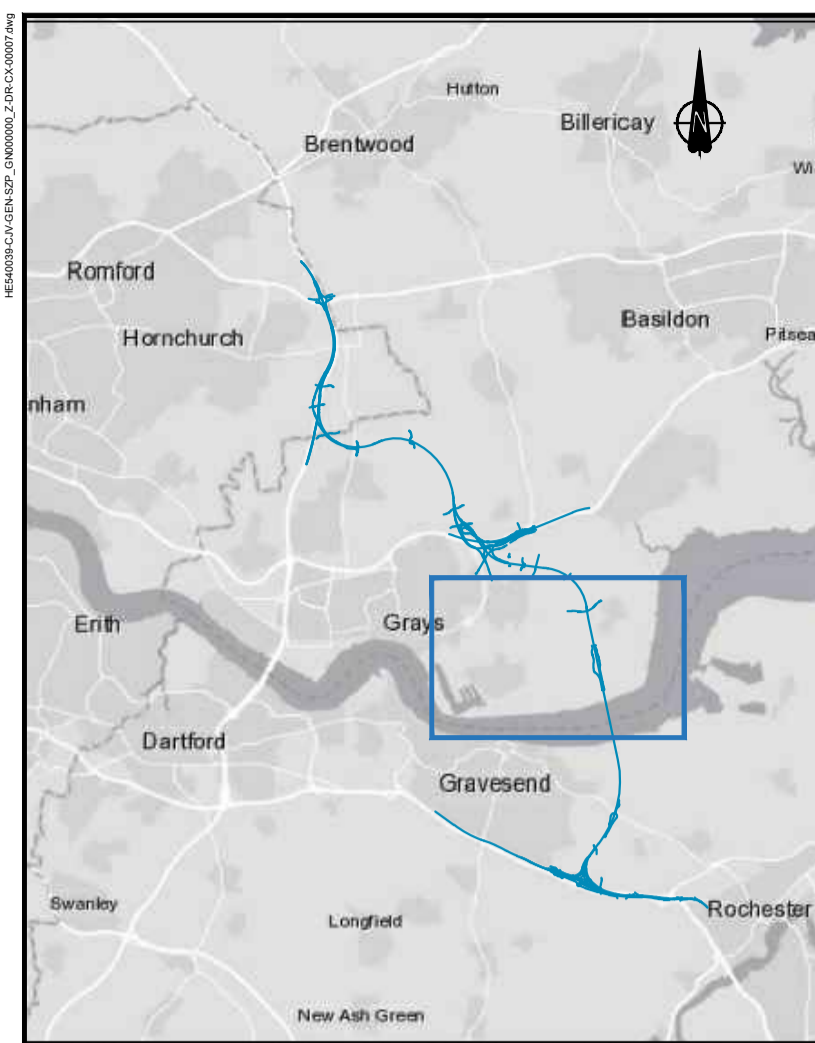 HE540039-CJV-GEN-SZP_GN000000_Z-DR-CX-00007.dwg
Hutton
Billericay
N
Brentwood
Wi
Romford
Basildon
Hornchurch
Pitsea
nham
Grays
Erith
Dartford
Gravesend
Swanley
Rochester
Longfield
New Ash Green